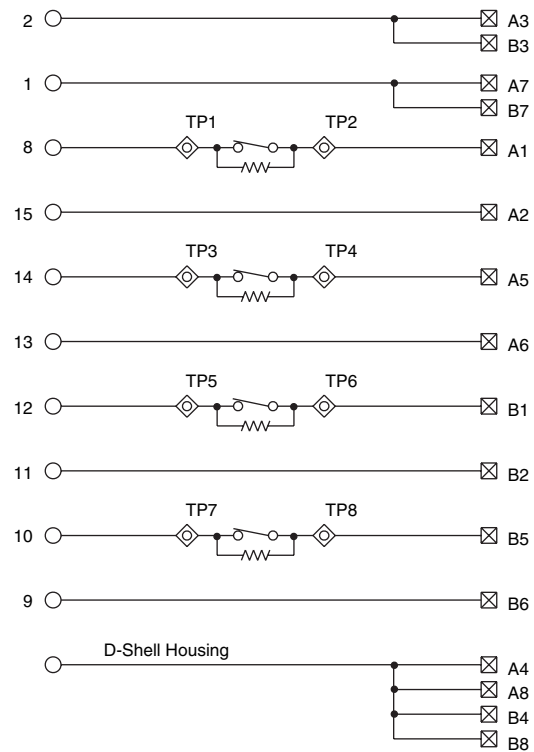 2 A3
B3
1 A7
B7
TP1 TP2
8 A1
15 A2
TP3 TP4
14 A5
13 A6
TP5 TP6
12 B1
11 B2
TP7 TP8
10 B5
9 B6
D-Shell Housing
A4
A8
B4
B8